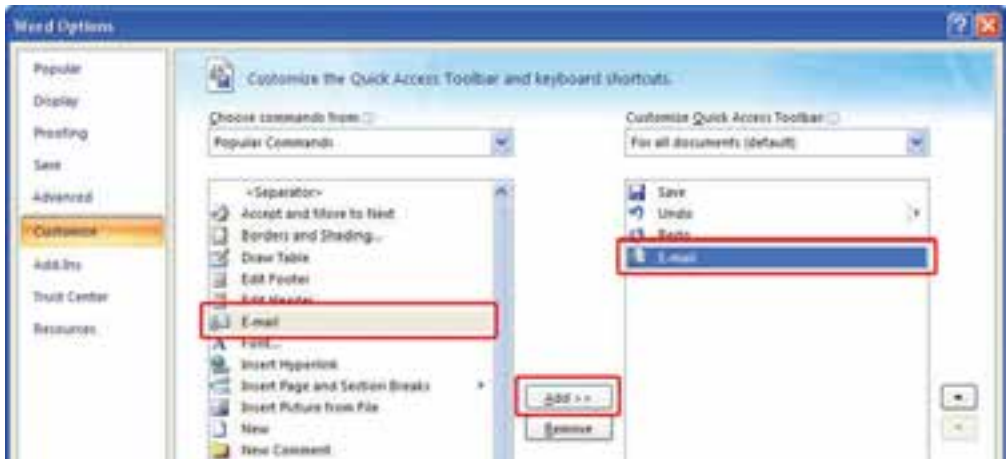 Word Options
Popular
Display
Proofing
Save
Advanced
Customize
Add-Ins
Trust Center
Resources
Customize the Quick Access Toolbar and keyboard shortcuts.
Choose commands from:
Popular Commands
<Separator>
Accept and Move to Next
Borders and Shading...
Draw Table
Edit Footer
Edit Header
E-mail
Font...
Insert Hyperlink
Insert Page and Section Breaks
Insert Picture from File
New
New Comment
Add >>
Remove
Customize Quick Access Toolbar:
For all documents (default)
Save
Undo
Redo
E-mail